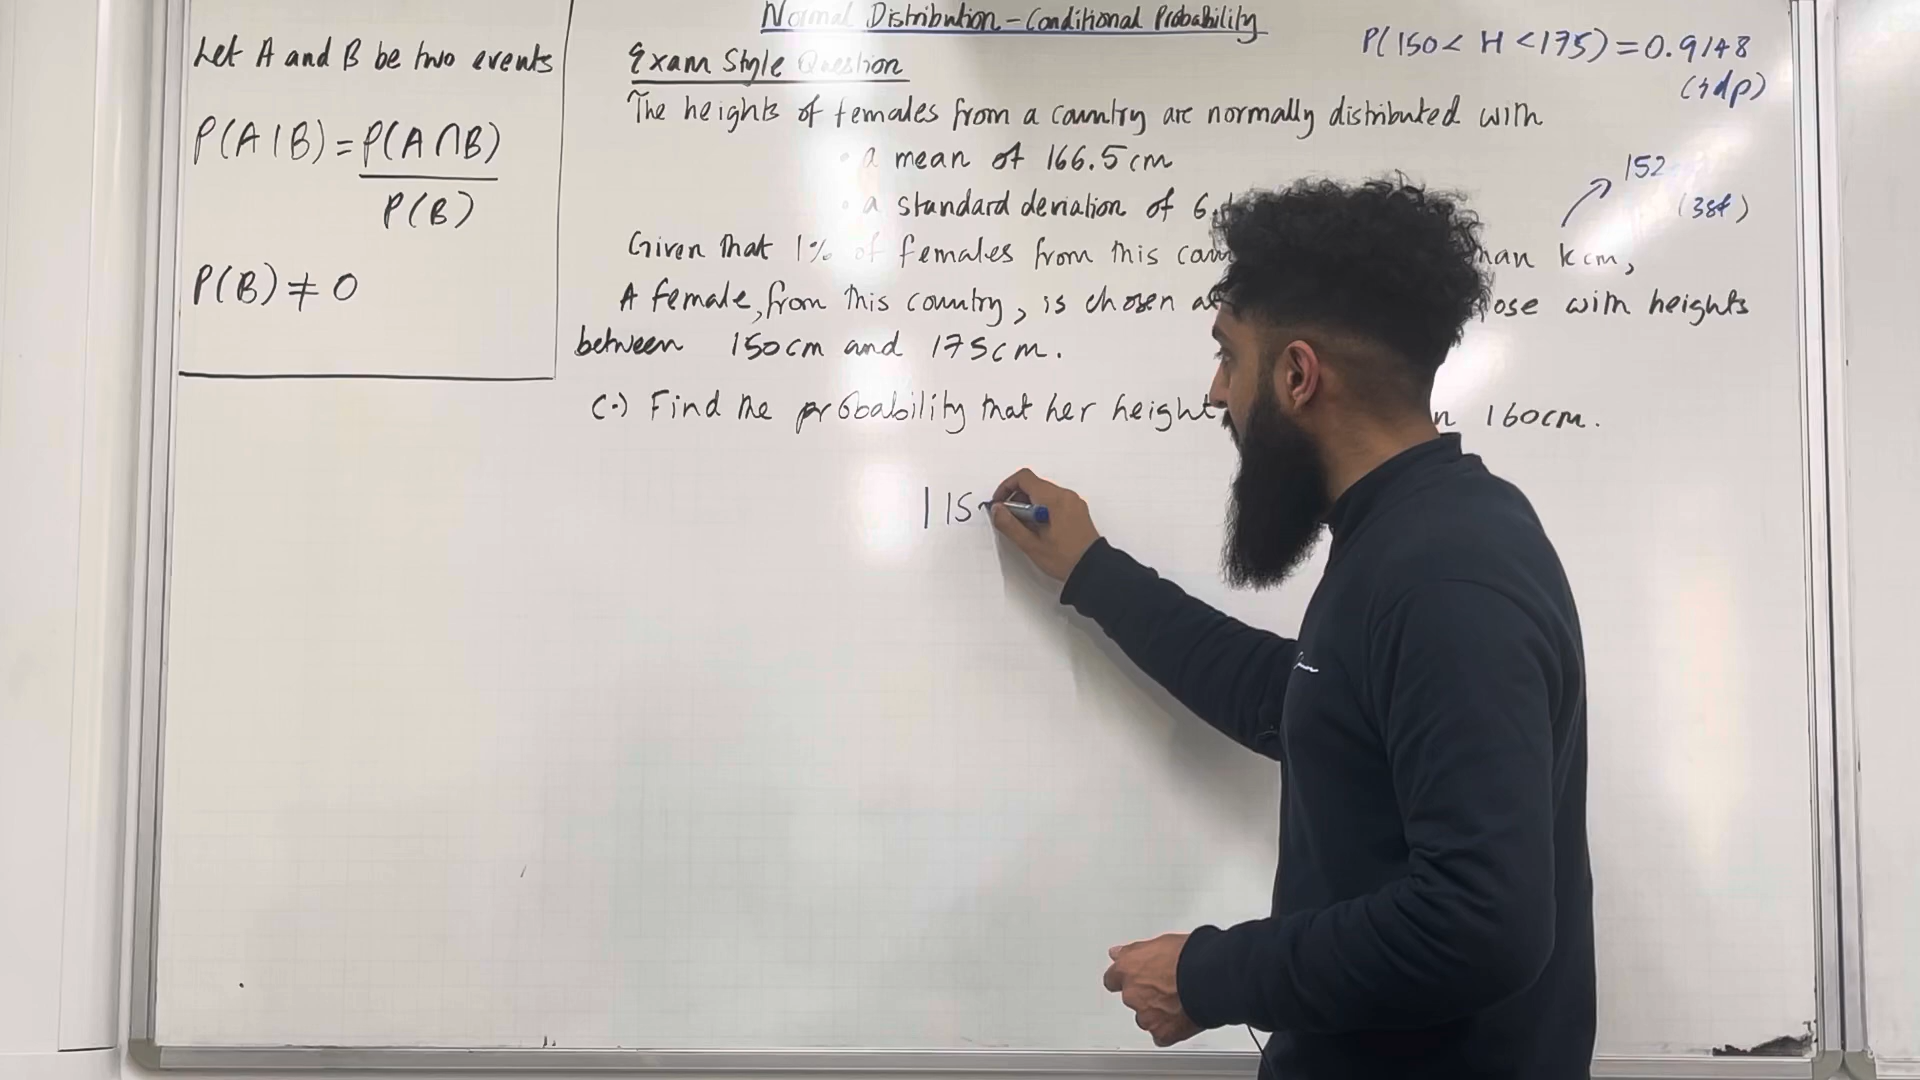 Let A and B be two events
P(A|B) = P(A∩B)
P(B)
P(B) ≠ 0
Normal Distribution – Conditional Probability
Exam Style Question
The heights of females from a country are normally distributed with
• a mean of 166.5 cm
• a standard deviation of 6.
Given that 1% of females from this k cm,
A female, from this country, is chosen with heights
between 150cm and 175cm.
c.) Find the probability that her height 160cm.
| 15
P(150 < H < 175) = 0.9148
(4dp)
152
(3sf)